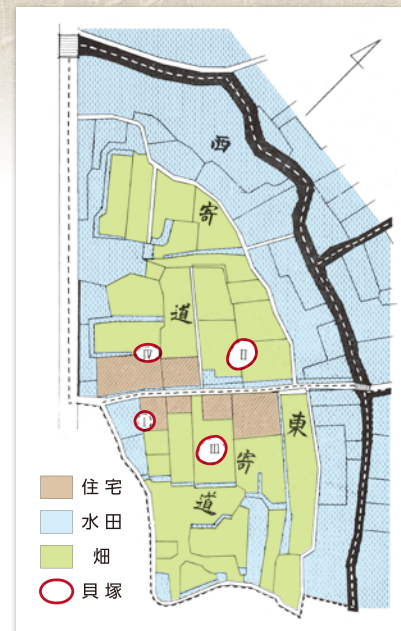 西
寄
道
Ⅳ
Ⅱ
Ⅰ
Ⅲ
東
寄
道
住宅
水田
畑
貝塚